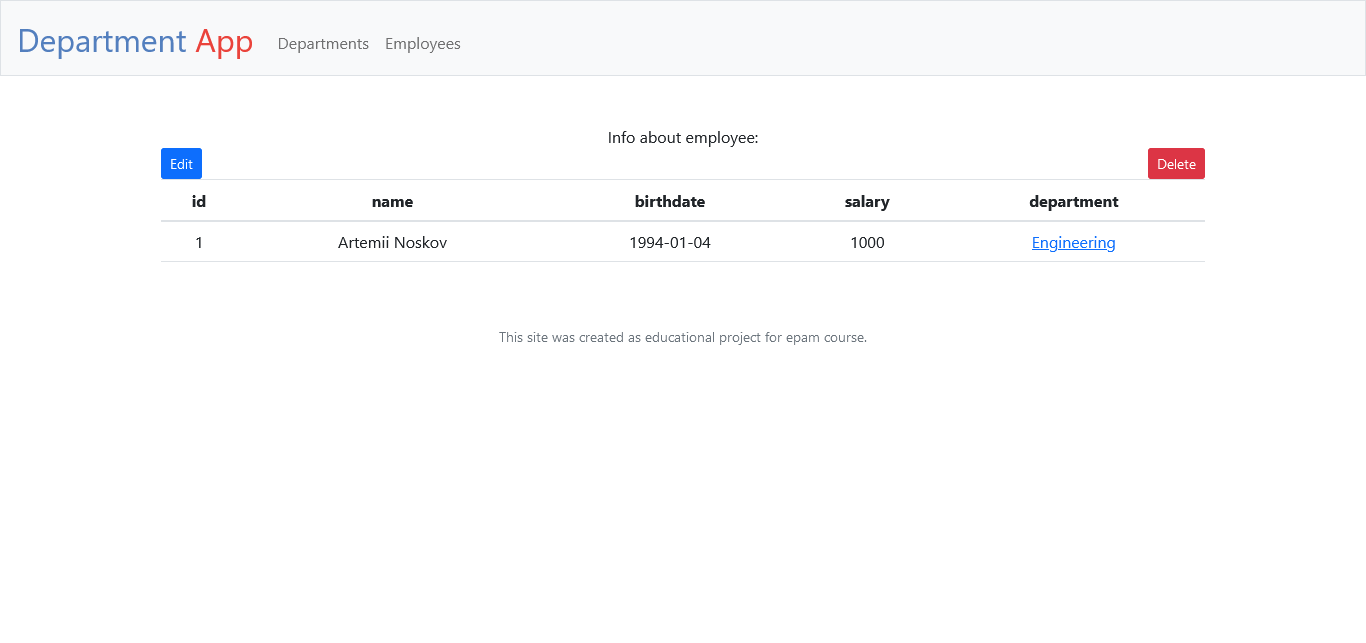 Department App Departments Employees
Info about employee:
Edit Delete
id name birthdate salary department
1 Artemii Noskov 1994-01-04 1000 Engineering
This site was created as educational project for epam course.